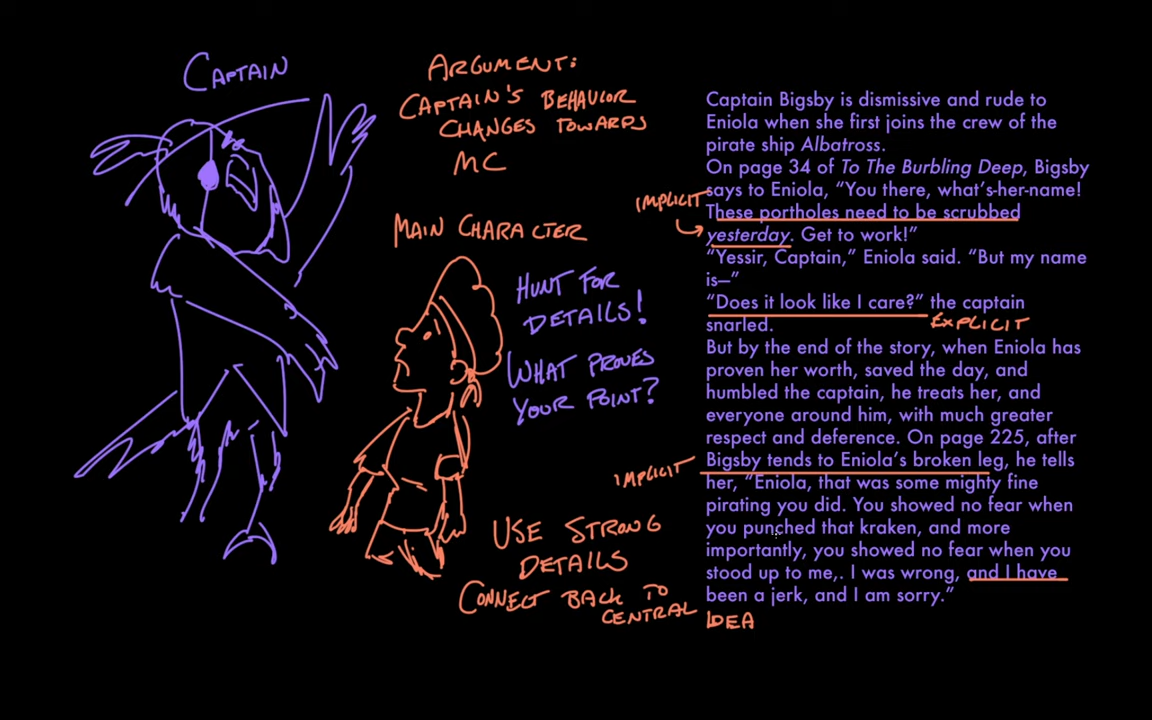 CAPTAIN
ARGUMENT:
CAPTAIN'S BEHAVIOR
CHANGES TOWARDS
MC
MAIN CHARACTER
HUNT FOR
DETAILS!
WHAT PROVES
YOUR POINT?
USE STRONG
DETAILS
CONNECT BACK TO
CENTRAL
IDEA
Captain Bigsby is dismissive and rude to
Eniola when she first joins the crew of the
pirate ship Albatross.
On page 34 of To The Burbling Deep, Bigsby
says to Eniola, “You there, what’s-her-name!
IMPLICIT
These portholes need to be scrubbed
yesterday. Get to work!”
“Yessir, Captain,” Eniola said. “But my name
is—”
“Does it look like I care?” the captain
snarled.
EXPLICIT
But by the end of the story, when Eniola has
proven her worth, saved the day, and
humbled the captain, he treats her, and
everyone around him, with much greater
respect and deference. On page 225, after
IMPLICIT
Bigsby tends to Eniola’s broken leg, he tells
her, “Eniola, that was some mighty fine
pirating you did. You showed no fear when
you punched that kraken, and more
importantly, you showed no fear when you
stood up to me,. I was wrong, and I have
been a jerk, and I am sorry.”